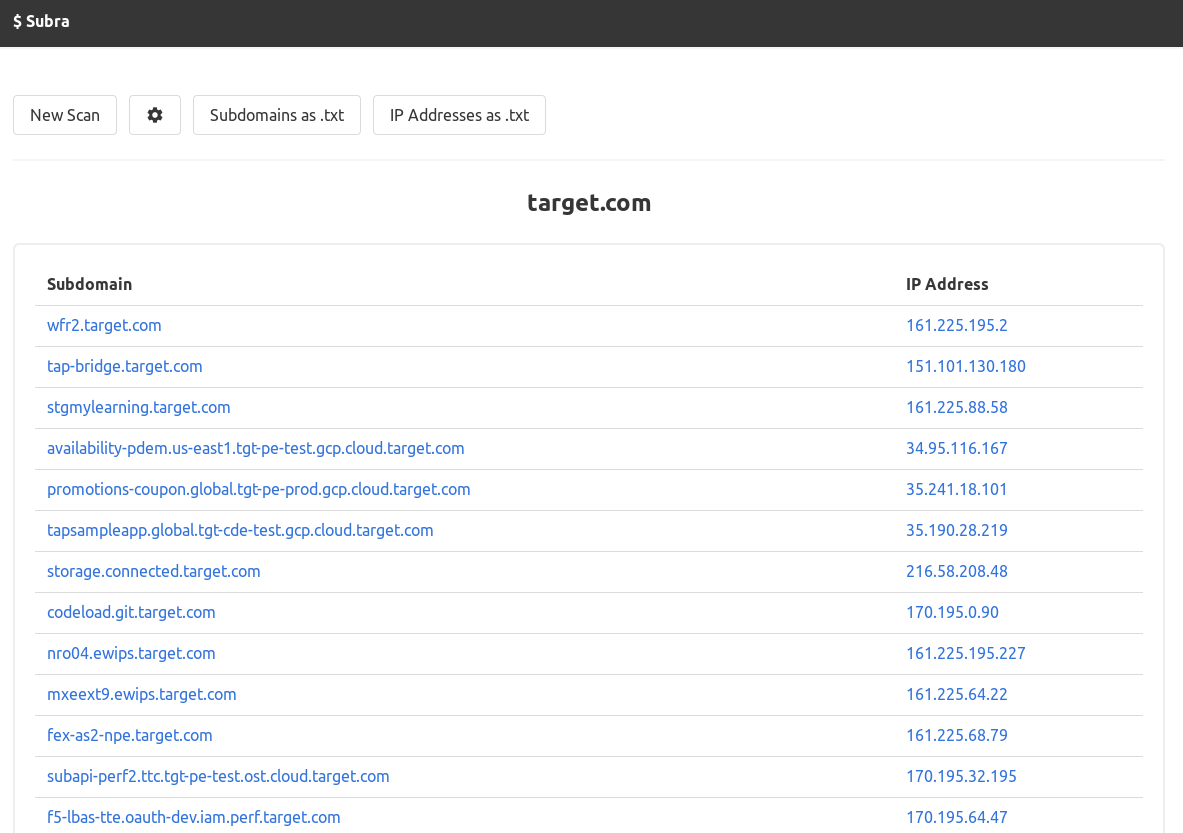 $ Subra
New Scan Subdomains as .txt IP Addresses as .txt
target.com
Subdomain IP Address
wfr2.target.com 161.225.195.2
tap-bridge.target.com 151.101.130.180
stgmylearning.target.com 161.225.88.58
availability-pdem.us-east1.tgt-pe-test.gcp.cloud.target.com 34.95.116.167
promotions-coupon.global.tgt-pe-prod.gcp.cloud.target.com 35.241.18.101
tapsampleapp.global.tgt-cde-test.gcp.cloud.target.com 35.190.28.219
storage.connected.target.com 216.58.208.48
codeload.git.target.com 170.195.0.90
nro04.ewips.target.com 161.225.195.227
mxeext9.ewips.target.com 161.225.64.22
fex-as2-npe.target.com 161.225.68.79
subapi-perf2.ttc.tgt-pe-test.ost.cloud.target.com 170.195.32.195
f5-lbas-tte.oauth-dev.iam.perf.target.com 170.195.64.47